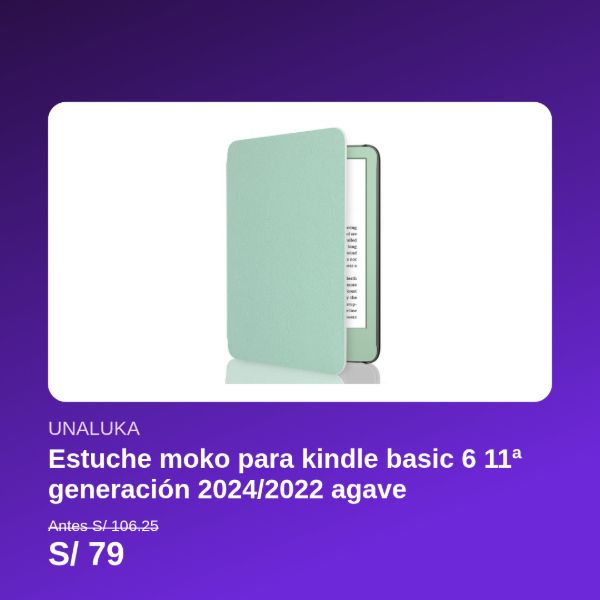 UNALUKA
Estuche moko para kindle basic 6 11ª
generación 2024/2022 agave
Antes S/ 106.25
S/ 79